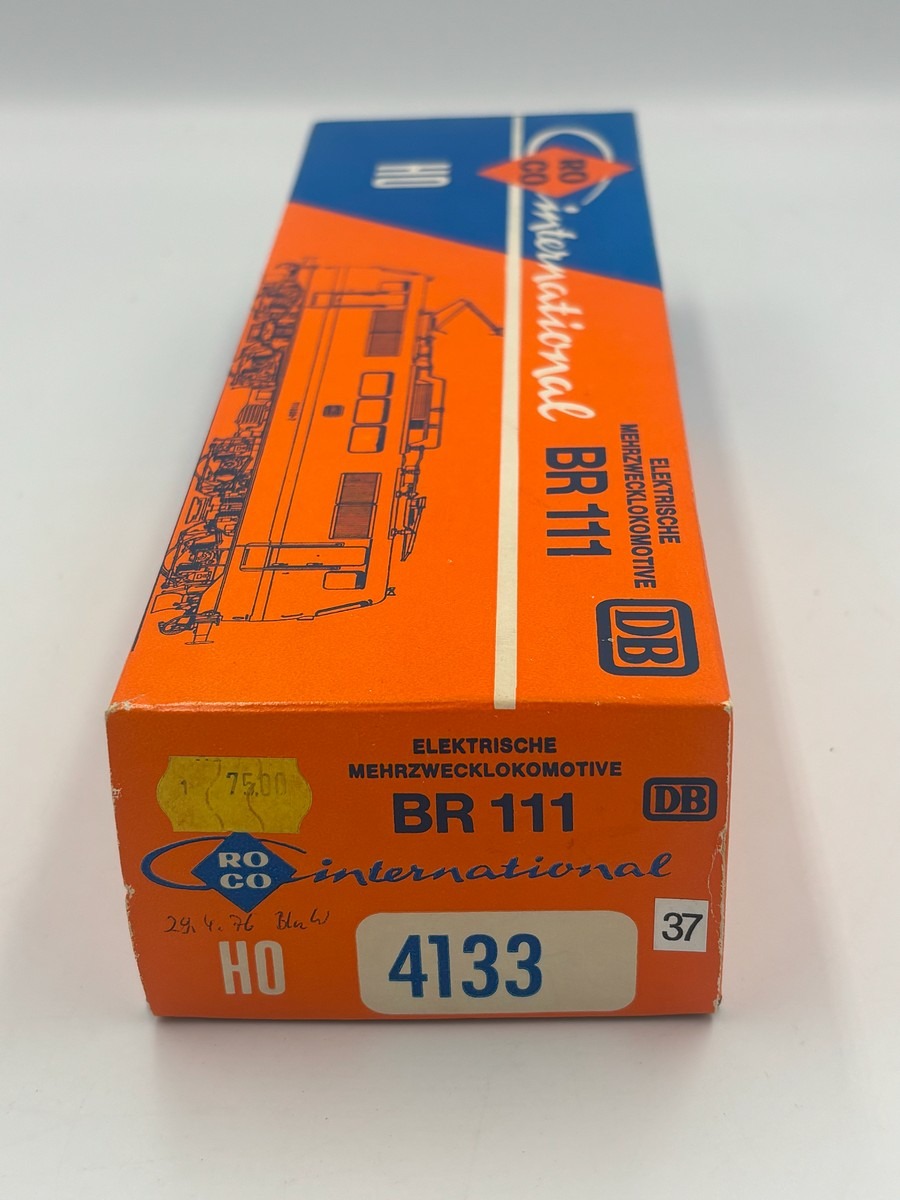 HO
RO
CO
international
BR 111
ELEKTRISCHE
MEHRZWECKLOKOMOTIVE
DB
ELEKTRISCHE
MEHRZWECKLOKOMOTIVE
BR 111
DB
1 75.00
RO
CO
international
29.4.76
HO
4133
37